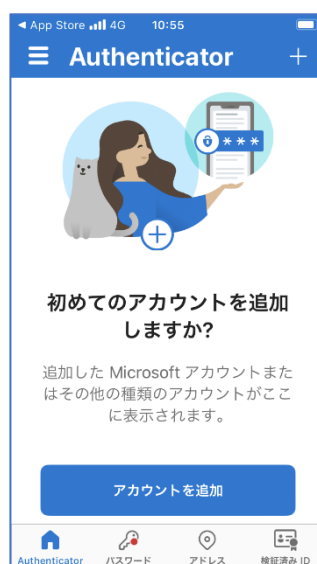 ◀ App Store 4G 10:55
Authenticator
***
初めてのアカウントを追加
しますか?
追加した Microsoft アカウントまた
はその他の種類のアカウントがここ
に表示されます。
アカウントを追加
Authenticator パスワード アドレス 検証済み ID